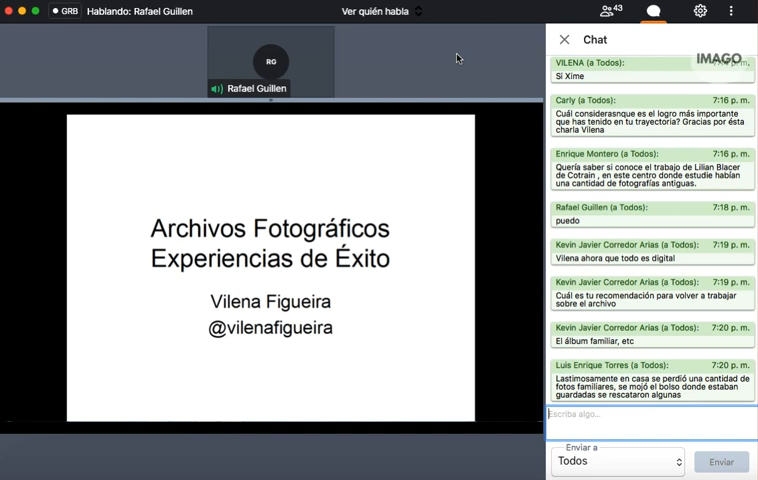 GRB
Hablando: Rafael Guillen
Ver quién habla
43
RG
Rafael Guillen
Archivos Fotográficos
Experiencias de Éxito
Vilena Figueira
@vilenafigueira
Chat
IMAGO
VILENA (a Todos):
Si Xime
Carly (a Todos): 7:16 p. m.
Cuál considerasnque es el logro más importante
que has tenido en tu trayectoria? Gracias por ésta
charla Vilena
Enrique Montero (a Todos): 7:16 p. m.
Quería saber si conoce el trabajo de Lilian Blacer
de Cotrain , en este centro donde estudie habían
una cantidad de fotografías antiguas.
Rafael Guillen (a Todos): 7:18 p. m.
puedo
Kevin Javier Corredor Arias (a Todos): 7:19 p. m.
Vilena ahora que todo es digital
Kevin Javier Corredor Arias (a Todos): 7:19 p. m.
Cuál es tu recomendación para volver a trabajar
sobre el archivo
Kevin Javier Corredor Arias (a Todos): 7:20 p. m.
El álbum familiar, etc
Luis Enrique Torres (a Todos): 7:20 p. m.
Lastimosamente en casa se perdió una cantidad de
fotos familiares, se mojó el bolso donde estaban
guardadas se rescataron algunas
Escriba algo...
Enviar a
Todos
Enviar